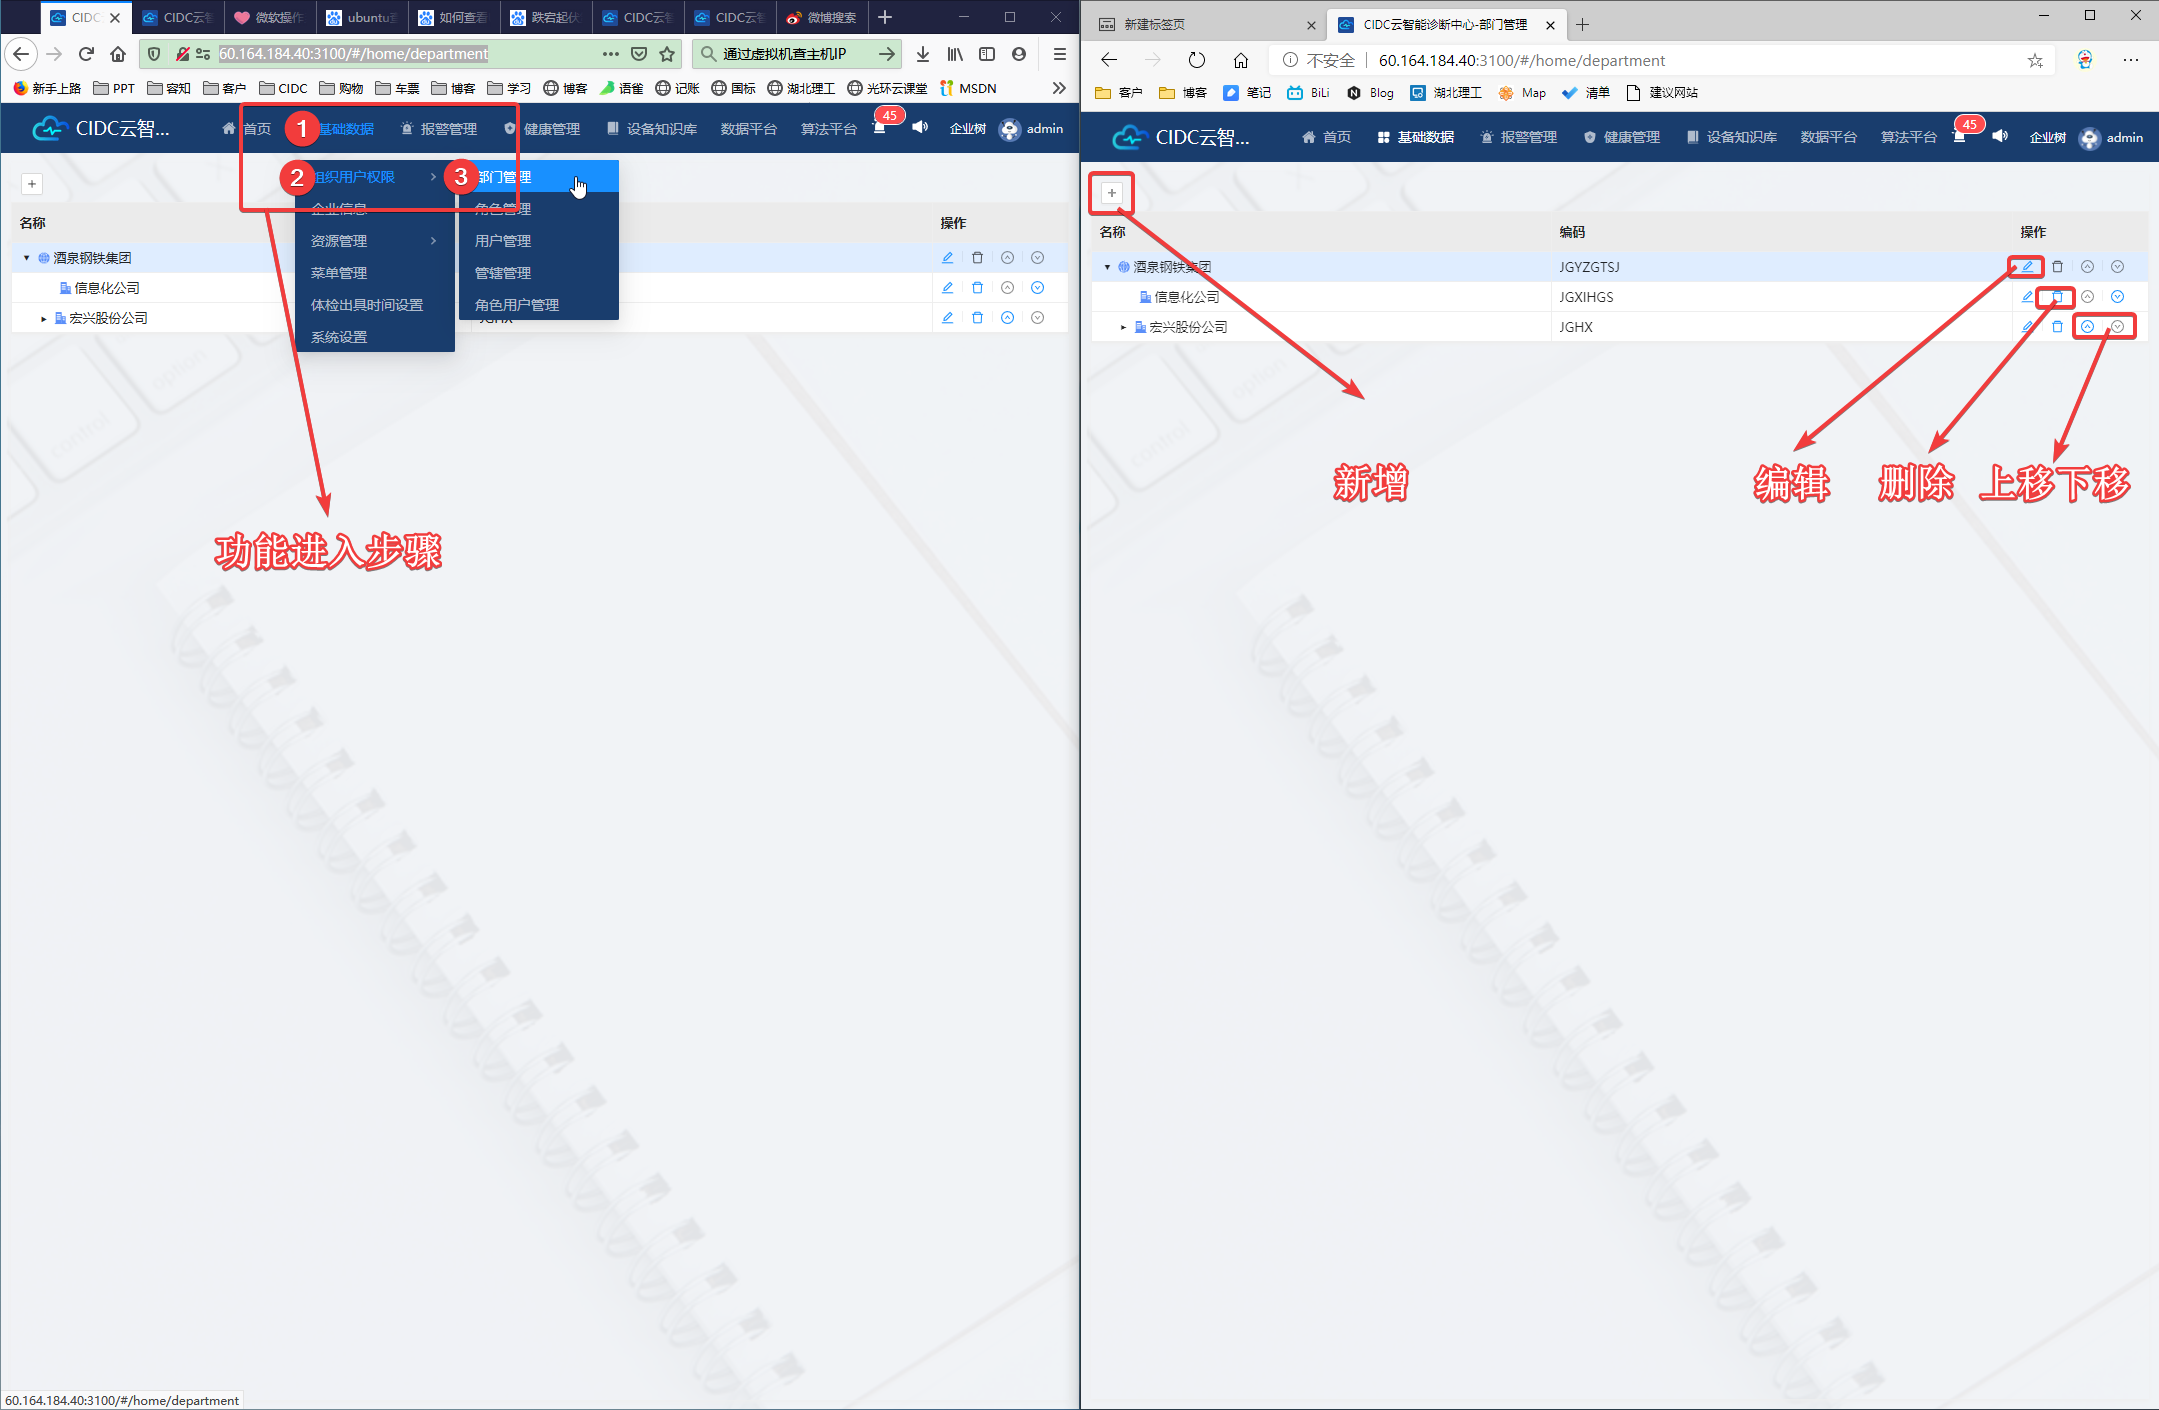 CIDC
CIDC云
微软操作
ubuntu
如何查看
跌宕起伏
CIDC云
CIDC云
微博搜索
60.164.184.40:3100/#/home/department
通过虚拟机查主机IP
新手上路 PPT 容知 客户 CIDC 购物 车票 博客 学习 博客 语雀 记账 国标 湖北理工 光环云课堂 MSDN
CIDC云智... 首页 1 基础数据 报警管理 健康管理 设备知识库 数据平台 算法平台 45 企业树 admin
2 组织用户权限 3 部门管理
企业信息 角色管理
资源管理 用户管理
菜单管理 管辖管理
体检出具时间设置 角色用户管理
系统设置
名称 操作
酒泉钢铁集团
信息化公司
宏兴股份公司 JGHX
功能进入步骤
60.164.184.40:3100/#/home/department
新建标签页
CIDC云智能诊断中心-部门管理
不安全 60.164.184.40:3100/#/home/department
客户 博客 笔记 BiLi Blog 湖北理工 Map 清单 建议网站
CIDC云智... 首页 基础数据 报警管理 健康管理 设备知识库 数据平台 算法平台 45 企业树 admin
名称 编码 操作
酒泉钢铁集团 JGYZGTSJ
信息化公司 JGXIHGS
宏兴股份公司 JGHX
新增 编辑 删除 上移下移
option
control
option
control